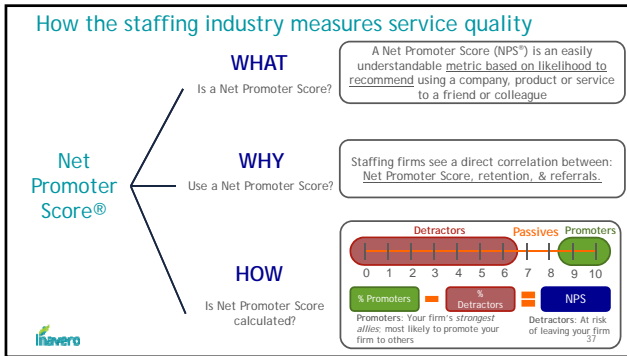 How the staffing industry measures service quality
Net
Promoter
Score®
WHAT
Is a Net Promoter Score?
A Net Promoter Score (NPS®) is an easily
understandable metric based on likelihood to
recommend using a company, product or service
to a friend or colleague
WHY
Use a Net Promoter Score?
Staffing firms see a direct correlation between:
Net Promoter Score, retention, & referrals.
HOW
Is Net Promoter Score
calculated?
Detractors Passives Promoters
0 1 2 3 4 5 6 7 8 9 10
% Promoters
%
Detractors
NPS
Promoters: Your firm's strongest
allies; most likely to promote your
firm to others
Detractors: At risk
of leaving your firm
37
Inavero